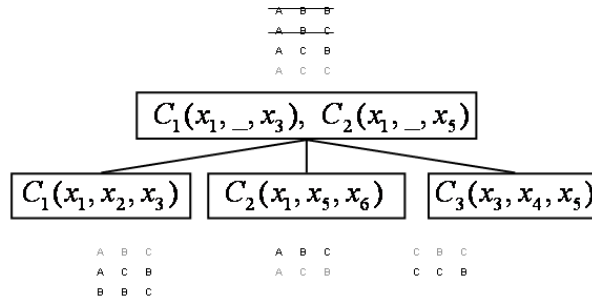 A B B
A B C
A C B
A C C
C₁(x₁, _, x₃), C₂(x₁, _, x₅)
C₁(x₁, x₂, x₃) C₂(x₁, x₅, x₆) C₃(x₃, x₄, x₅)
A B C A B C C B C
A C B A C B C C B
B B C